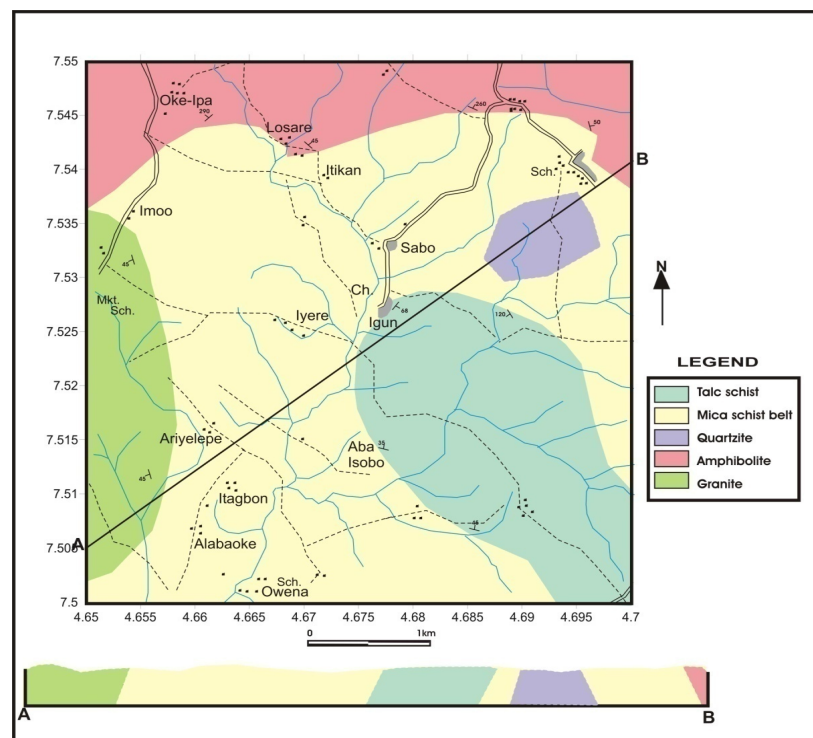 7.55
7.545
7.54
7.535
7.53
7.525
7.52
7.515
7.51
7.505
7.5
4.65 4.655 4.66 4.665 4.67 4.675 4.68 4.685 4.69 4.695 4.7
Oke-Ipa
290
Losare
45
260
50
B
Itikan
Sch.
Imoo
Sabo
45
Mkt.
Sch.
Ch.
Iyere
Igun
68
120
Ariyelepe
35
Aba
Isobo
45
Itagbon
A
Alabaoke
Sch.
Owena
N
LEGEND
Talc schist
Mica schist belt
Quartzite
Amphibolite
Granite
0 1km
A B